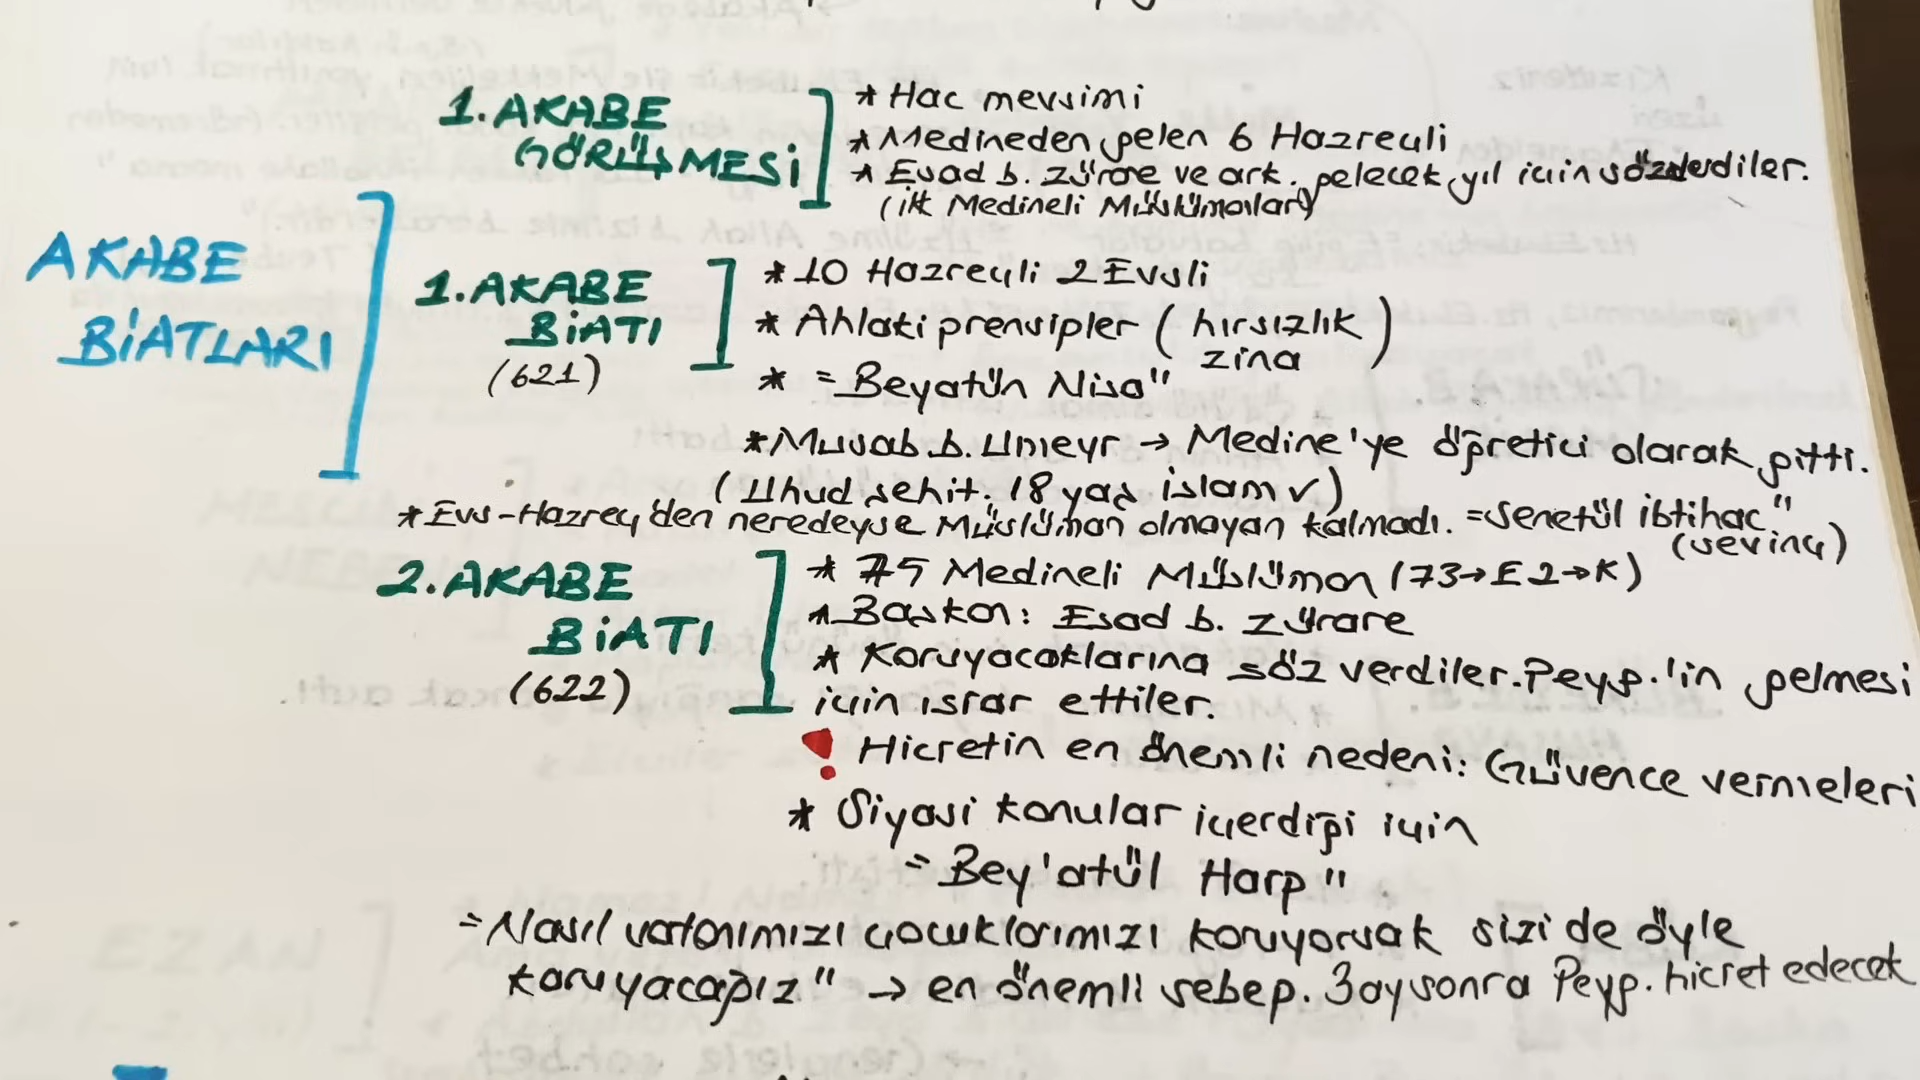 AKABE
BİATLARI
1. AKABE
GÖRÜŞMESİ
* Hac mevsimi
* Medineden gelen 6 Hazreçli
* Esad b. Zürare ve ark. gelecek yıl için söz verdiler.
(ilk Medineli Müslümanlar)
1. AKABE
BİATI
(621)
* 10 Hazreçli 2 Evsli
* Ahlaki prensipler (hırsızlık
zina)
* "Beyatün Nisa"
* Musab b. Umeyr → Medine'ye öğretici olarak gitti.
(Uhud şehit. 18 yaş islam v)
* Evs-Hazreç'den neredeyse Müslüman olmayan kalmadı. "senetül ibtihac"
(sevinç)
2. AKABE
BİATI
(622)
* 75 Medineli Müslüman (73→E 2→K)
* Başkan: Esad b. Zürare
* Koruyacaklarına söz verdiler. Peyg.'in gelmesi
için ısrar ettiler.
! Hicretin en önemli nedeni: Güvence vermeleri
* Siyasi konular içerdiği için
"Bey'atül Harp"
"Nasıl vatanımızı çocuklarımızı koruyorsak sizi de öyle
koruyacağız" → en önemli sebep. 3 ay sonra Peyg. hicret edecek